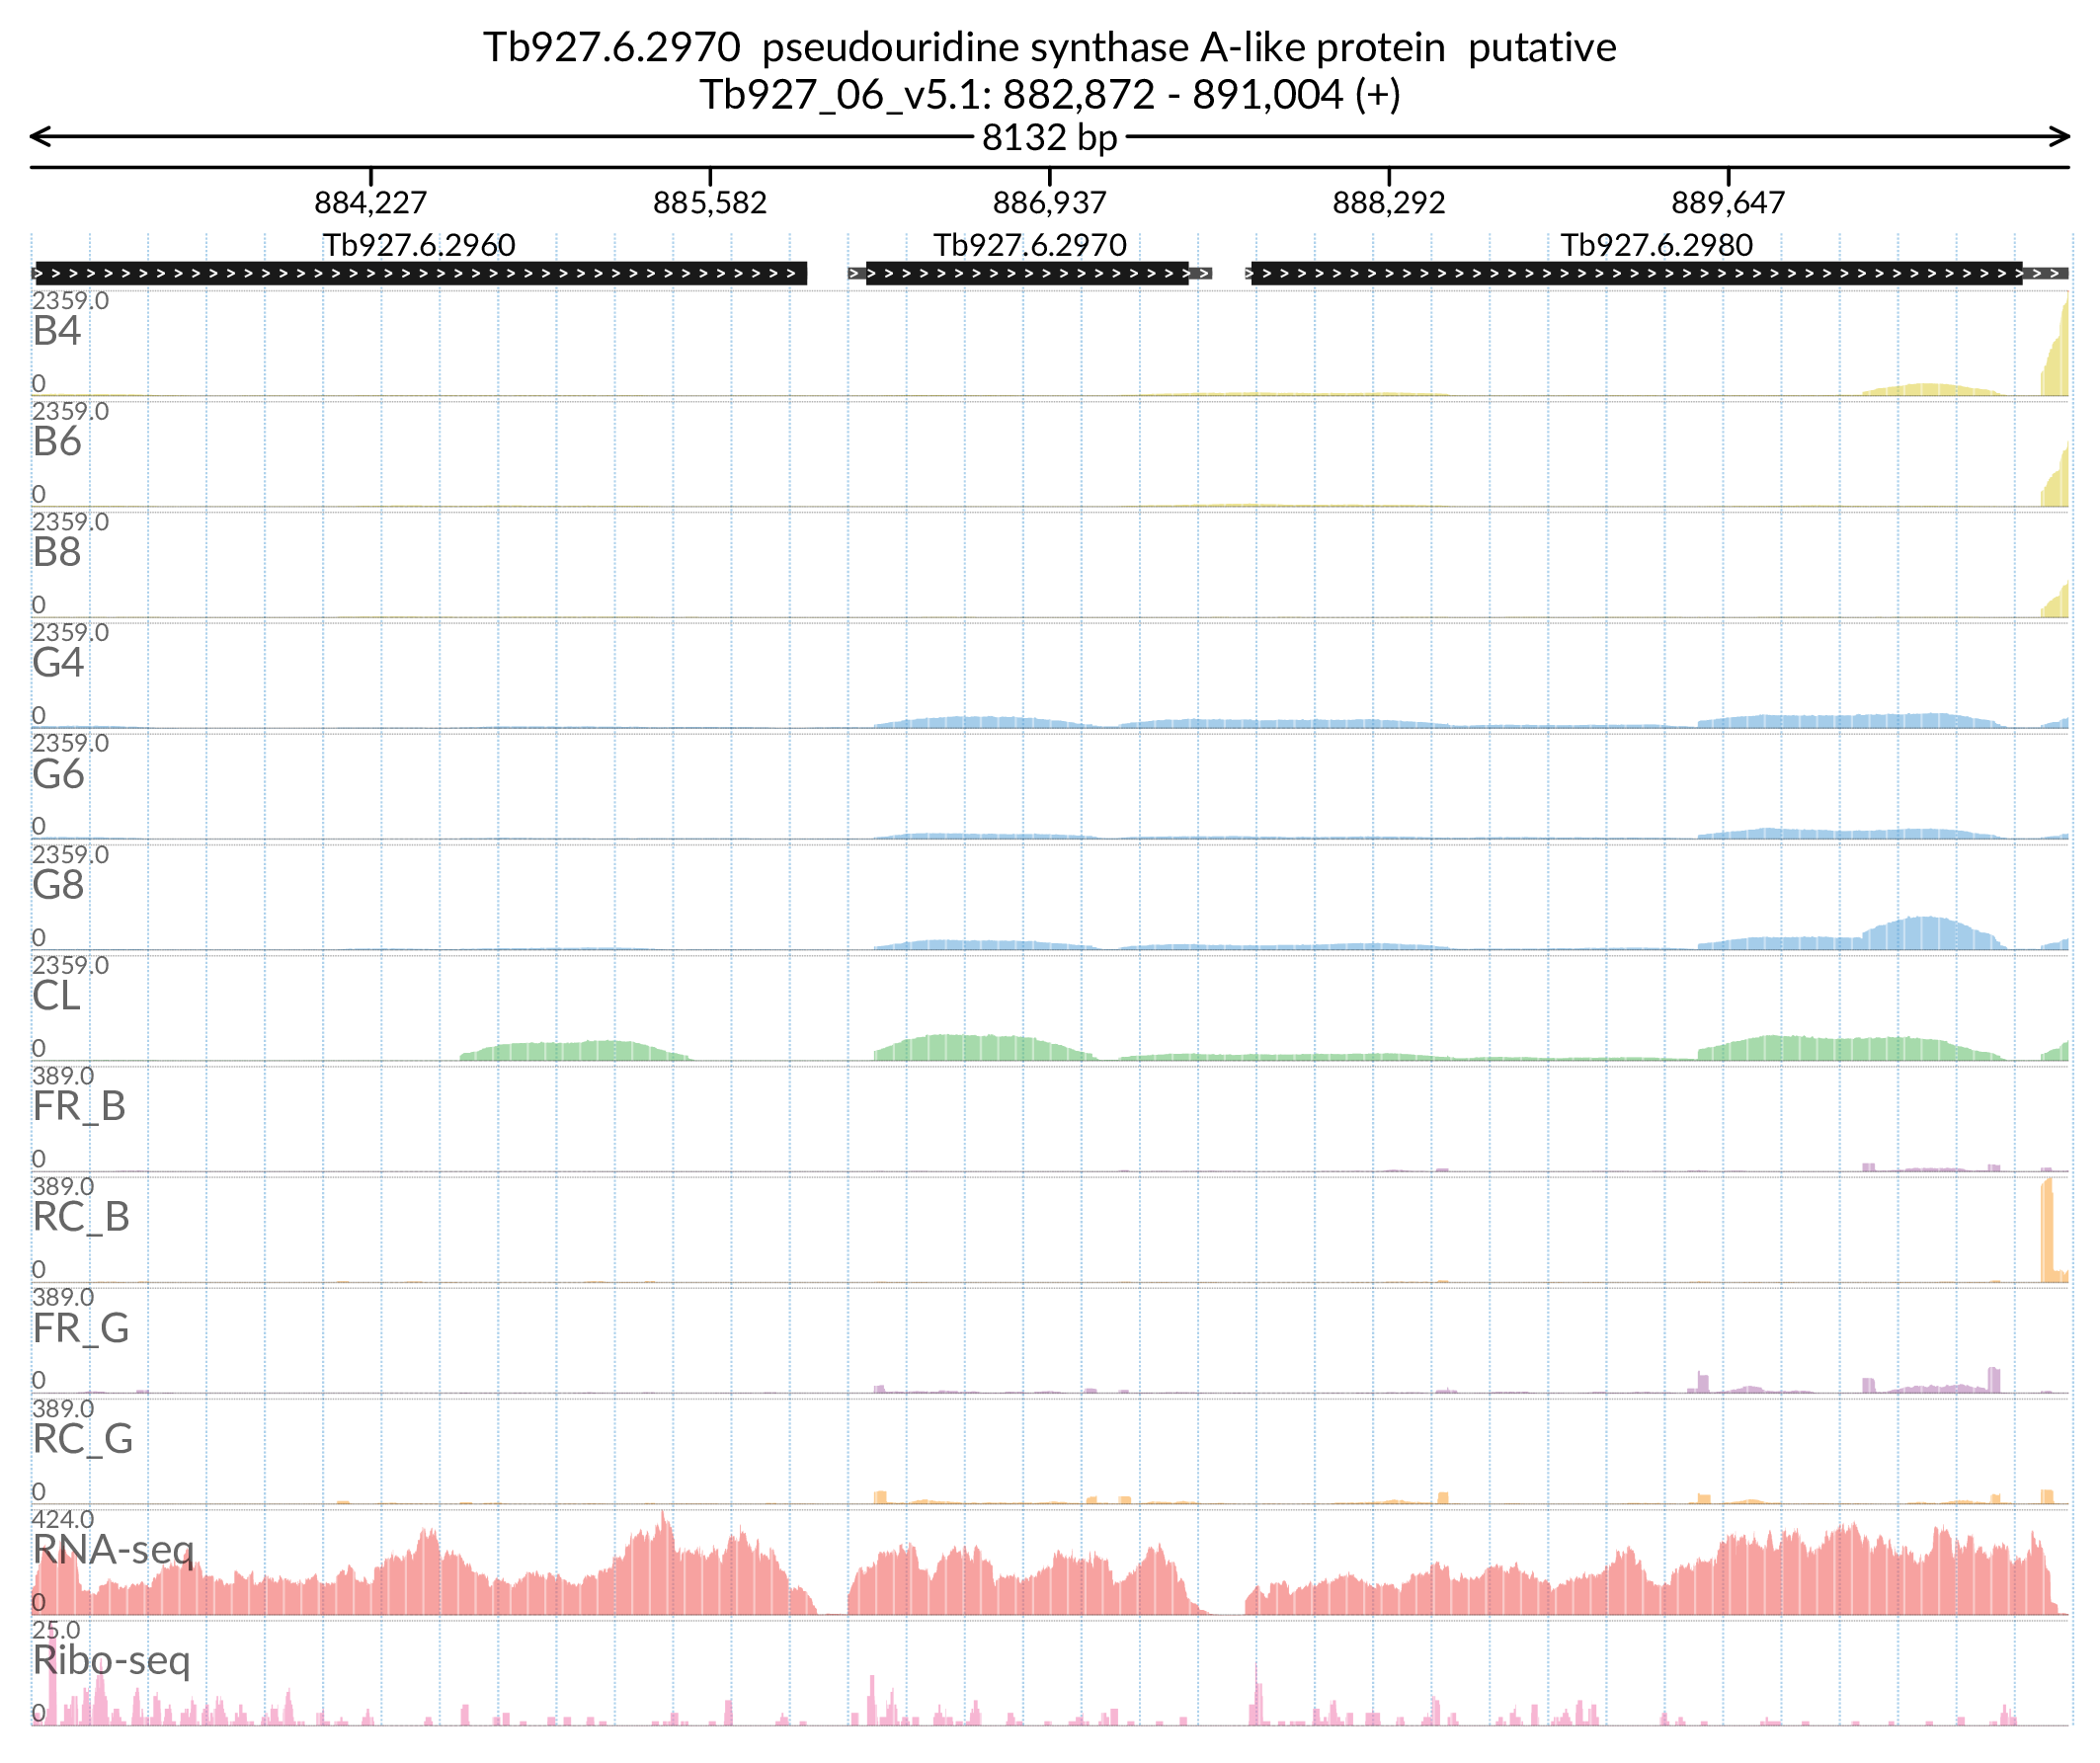 Tb927.6.2970  pseudouridine synthase A-like protein  putative
Tb927_06_v5.1: 882,872 - 891,004 (+)
8132 bp
884,227 885,582 886,937 888,292 889,647
Tb927.6.2960 Tb927.6.2970 Tb927.6.2980
2359.0
B4
0
2359.0
B6
0
2359.0
B8
0
2359.0
G4
0
2359.0
G6
0
2359.0
G8
0
2359.0
CL
0
389.0
FR_B
0
389.0
RC_B
0
389.0
FR_G
0
389.0
RC_G
0
424.0
RNA-seq
0
25.0
Ribo-seq
0